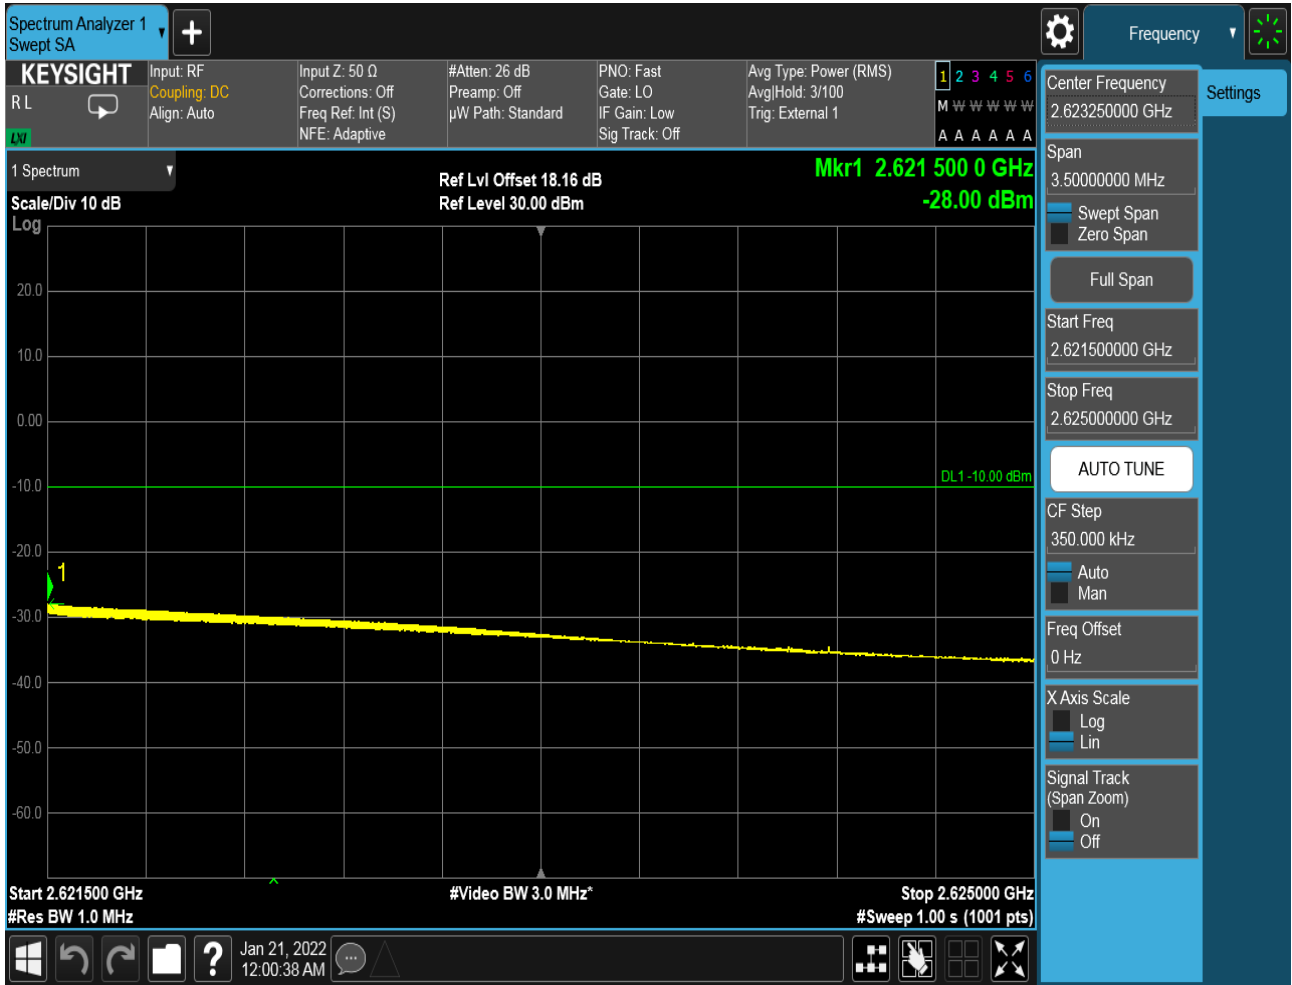 Spectrum Analyzer 1
Swept SA
Frequency
KEYSIGHT
R L
LXI
Input: RF
Coupling: DC
Align: Auto
Input Z: 50 Ω
Corrections: Off
Freq Ref: Int (S)
NFE: Adaptive
#Atten: 26 dB
Preamp: Off
µW Path: Standard
PNO: Fast
Gate: LO
IF Gain: Low
Sig Track: Off
Avg Type: Power (RMS)
Avg|Hold: 3/100
Trig: External 1
1 2 3 4 5 6
M W W W W W
A A A A A A
1 Spectrum
Scale/Div 10 dB
Log
Ref Lvl Offset 18.16 dB
Ref Level 30.00 dBm
Mkr1 2.621 500 0 GHz
-28.00 dBm
20.0
10.0
0.00
-10.0
-20.0
-30.0
-40.0
-50.0
-60.0
DL1 -10.00 dBm
1
Start 2.621500 GHz
#Res BW 1.0 MHz
#Video BW 3.0 MHz*
Stop 2.625000 GHz
#Sweep 1.00 s (1001 pts)
Center Frequency
2.623250000 GHz
Settings
Span
3.50000000 MHz
Swept Span
Zero Span
Full Span
Start Freq
2.621500000 GHz
Stop Freq
2.625000000 GHz
AUTO TUNE
CF Step
350.000 kHz
Auto
Man
Freq Offset
0 Hz
X Axis Scale
Log
Lin
Signal Track
(Span Zoom)
On
Off
?
Jan 21, 2022
12:00:38 AM